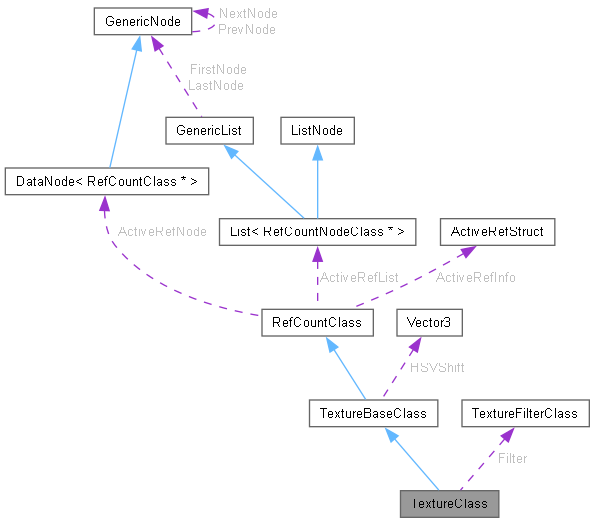 GenericNode
NextNode
PrevNode
FirstNode
LastNode
GenericList
ListNode
DataNode< RefCountClass * >
ActiveRefNode
List< RefCountNodeClass * >
ActiveRefStruct
ActiveRefList
ActiveRefInfo
RefCountClass
Vector3
HSVShift
TextureBaseClass
TextureFilterClass
Filter
TextureClass